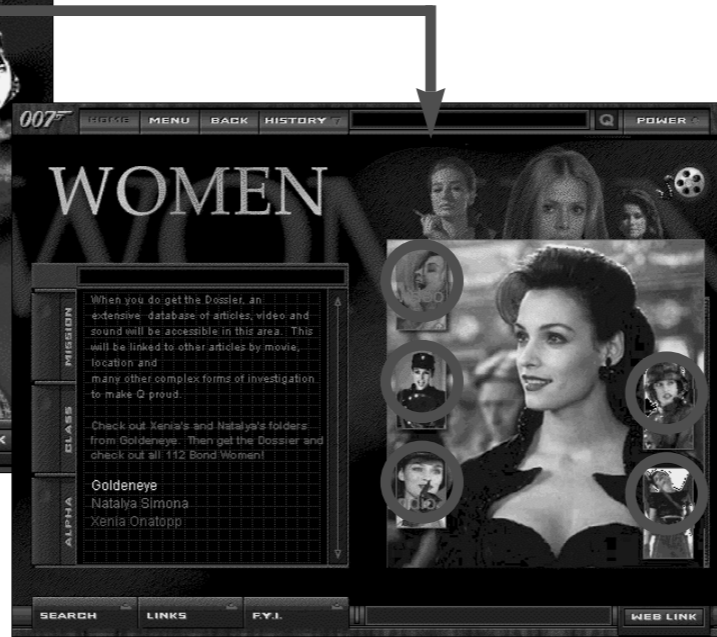 007
HOME MENU BACK HISTORY Q POWER
WOMEN
MISSION
CLASS
ALPHA
When you do get the Dossier, an
extensive database of articles, video and
sound will be accessible in this area. This
will be linked to other articles by movie,
location and
many other complex forms of investigation
to make Q proud.
Check out Xenia's and Natalya's folders
from Goldeneye. Then get the Dossier and
check out all 112 Bond Women!
Goldeneye
Natalya Simona
Xenia Onatopp
SEARCH LINKS F.Y.I. WEB LINK